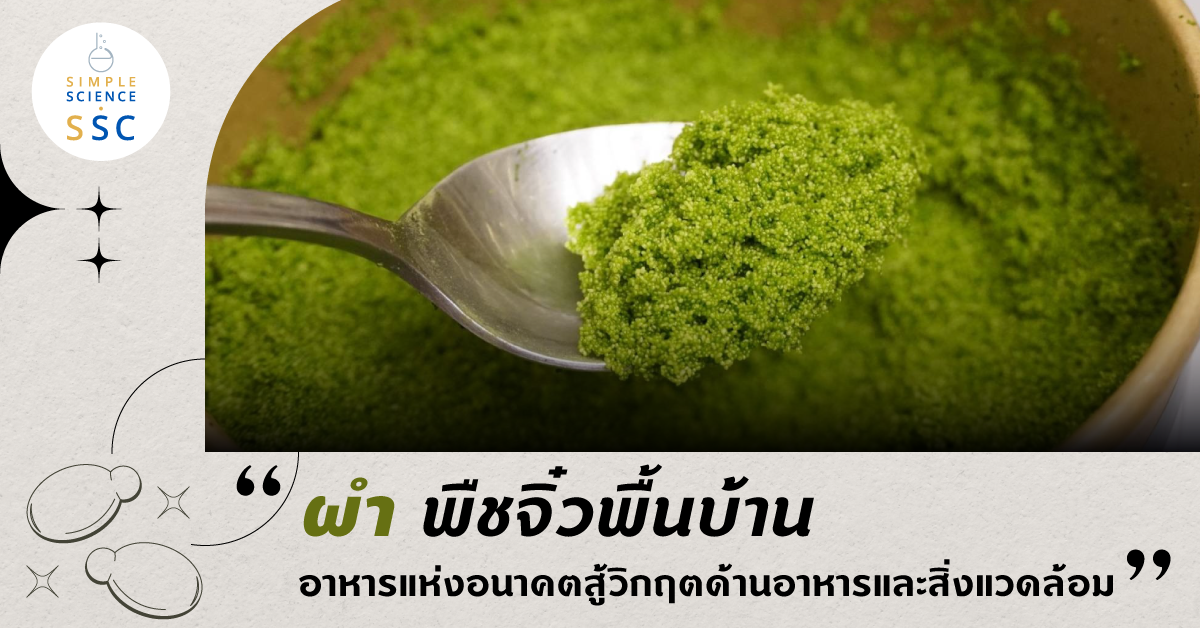 SIMPLE
SCIENCE
SSC
“ผำ พืชจิ๋วพื้นบ้าน
อาหารแห่งอนาคตสู้วิกฤตด้านอาหารและสิ่งแวดล้อม”